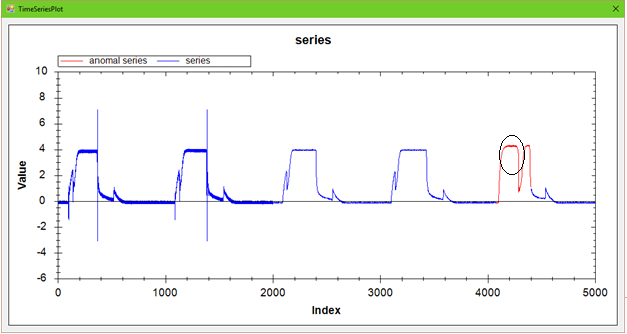 TimeSeriesPlot
series
anomal series series
10
8
6
4
2
0
-2
-4
-6
Value
0 1000 2000 3000 4000 5000
Index